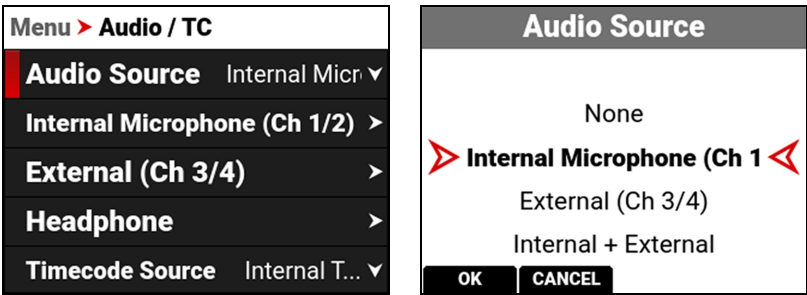 Menu > Audio / TC
Audio Source Internal Micr
Internal Microphone (Ch 1/2)
External (Ch 3/4)
Headphone
Timecode Source Internal T...
Audio Source
None
Internal Microphone (Ch 1
External (Ch 3/4)
Internal + External
OK CANCEL